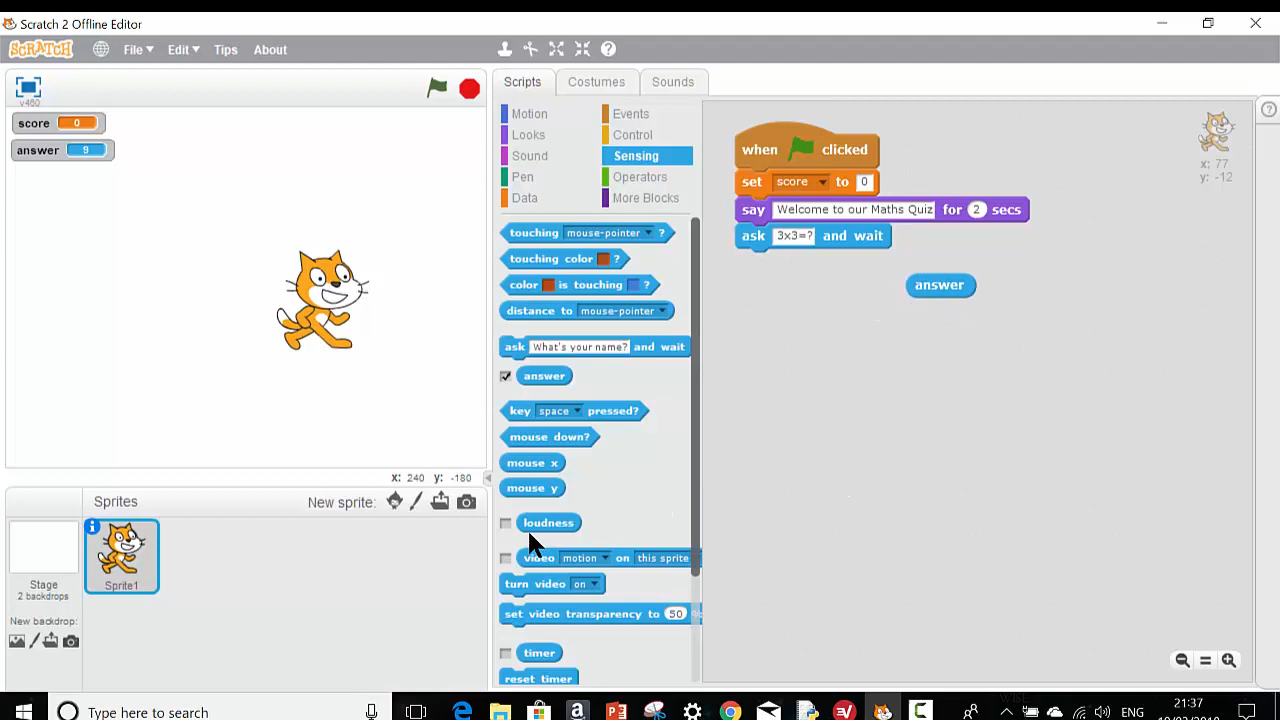 Scratch 2 Offline Editor
SCRATCH File Edit Tips About
v460
score 0
answer 9
x: 240 y: -180
Sprites New sprite:
Stage
2 backdrops
New backdrop:
Sprite1
Scripts Costumes Sounds
Motion Events
Looks Control
Sound Sensing
Pen Operators
Data More Blocks
touching mouse-pointer ?
touching color ?
color is touching ?
distance to mouse-pointer
ask What's your name? and wait
answer
key space pressed?
mouse down?
mouse x
mouse y
loudness
video motion on this sprite
turn video on
set video transparency to 50 %
timer
reset timer
when clicked
set score to 0
say Welcome to our Maths Quiz for 2 secs
ask 3x3=? and wait
answer
x: 77
y: -12
Type here to search
ENG
21:37